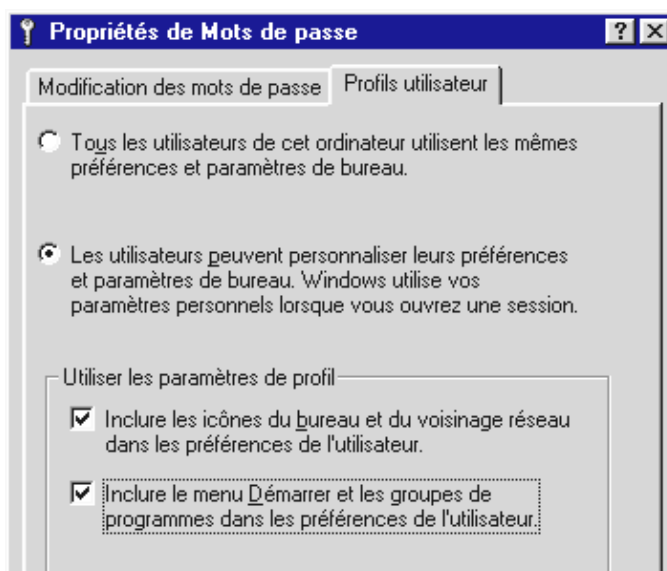 Propriétés de Mots de passe
Modification des mots de passe
Profils utilisateur
Tous les utilisateurs de cet ordinateur utilisent les mêmes
préférences et paramètres de bureau.
Les utilisateurs peuvent personnaliser leurs préférences
et paramètres de bureau. Windows utilise vos
paramètres personnels lorsque vous ouvrez une session.
Utiliser les paramètres de profil
Inclure les icônes du bureau et du voisinage réseau
dans les préférences de l'utilisateur.
Inclure le menu Démarrer et les groupes de
programmes dans les préférences de l'utilisateur.